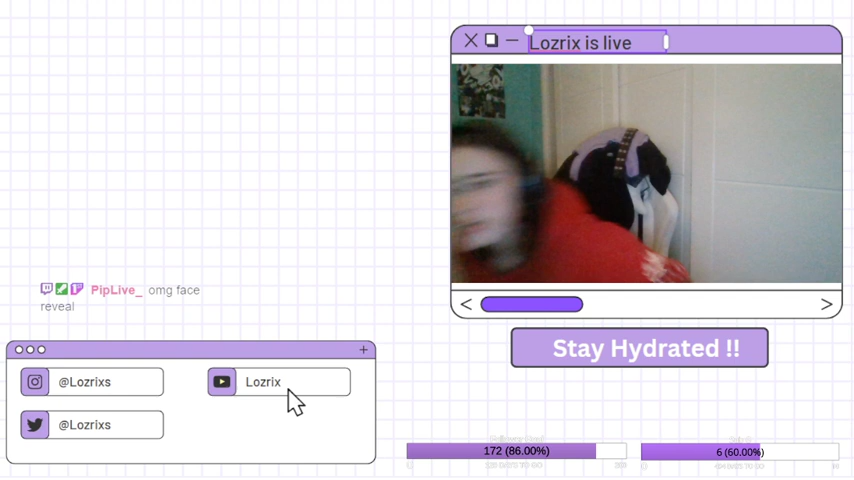 Lozrix is live
PipLive_ omg face
reveal
Stay Hydrated !!
@Lozrixs
Lozrix
@Lozrixs
172 (86.00%)
6 (60.00%)